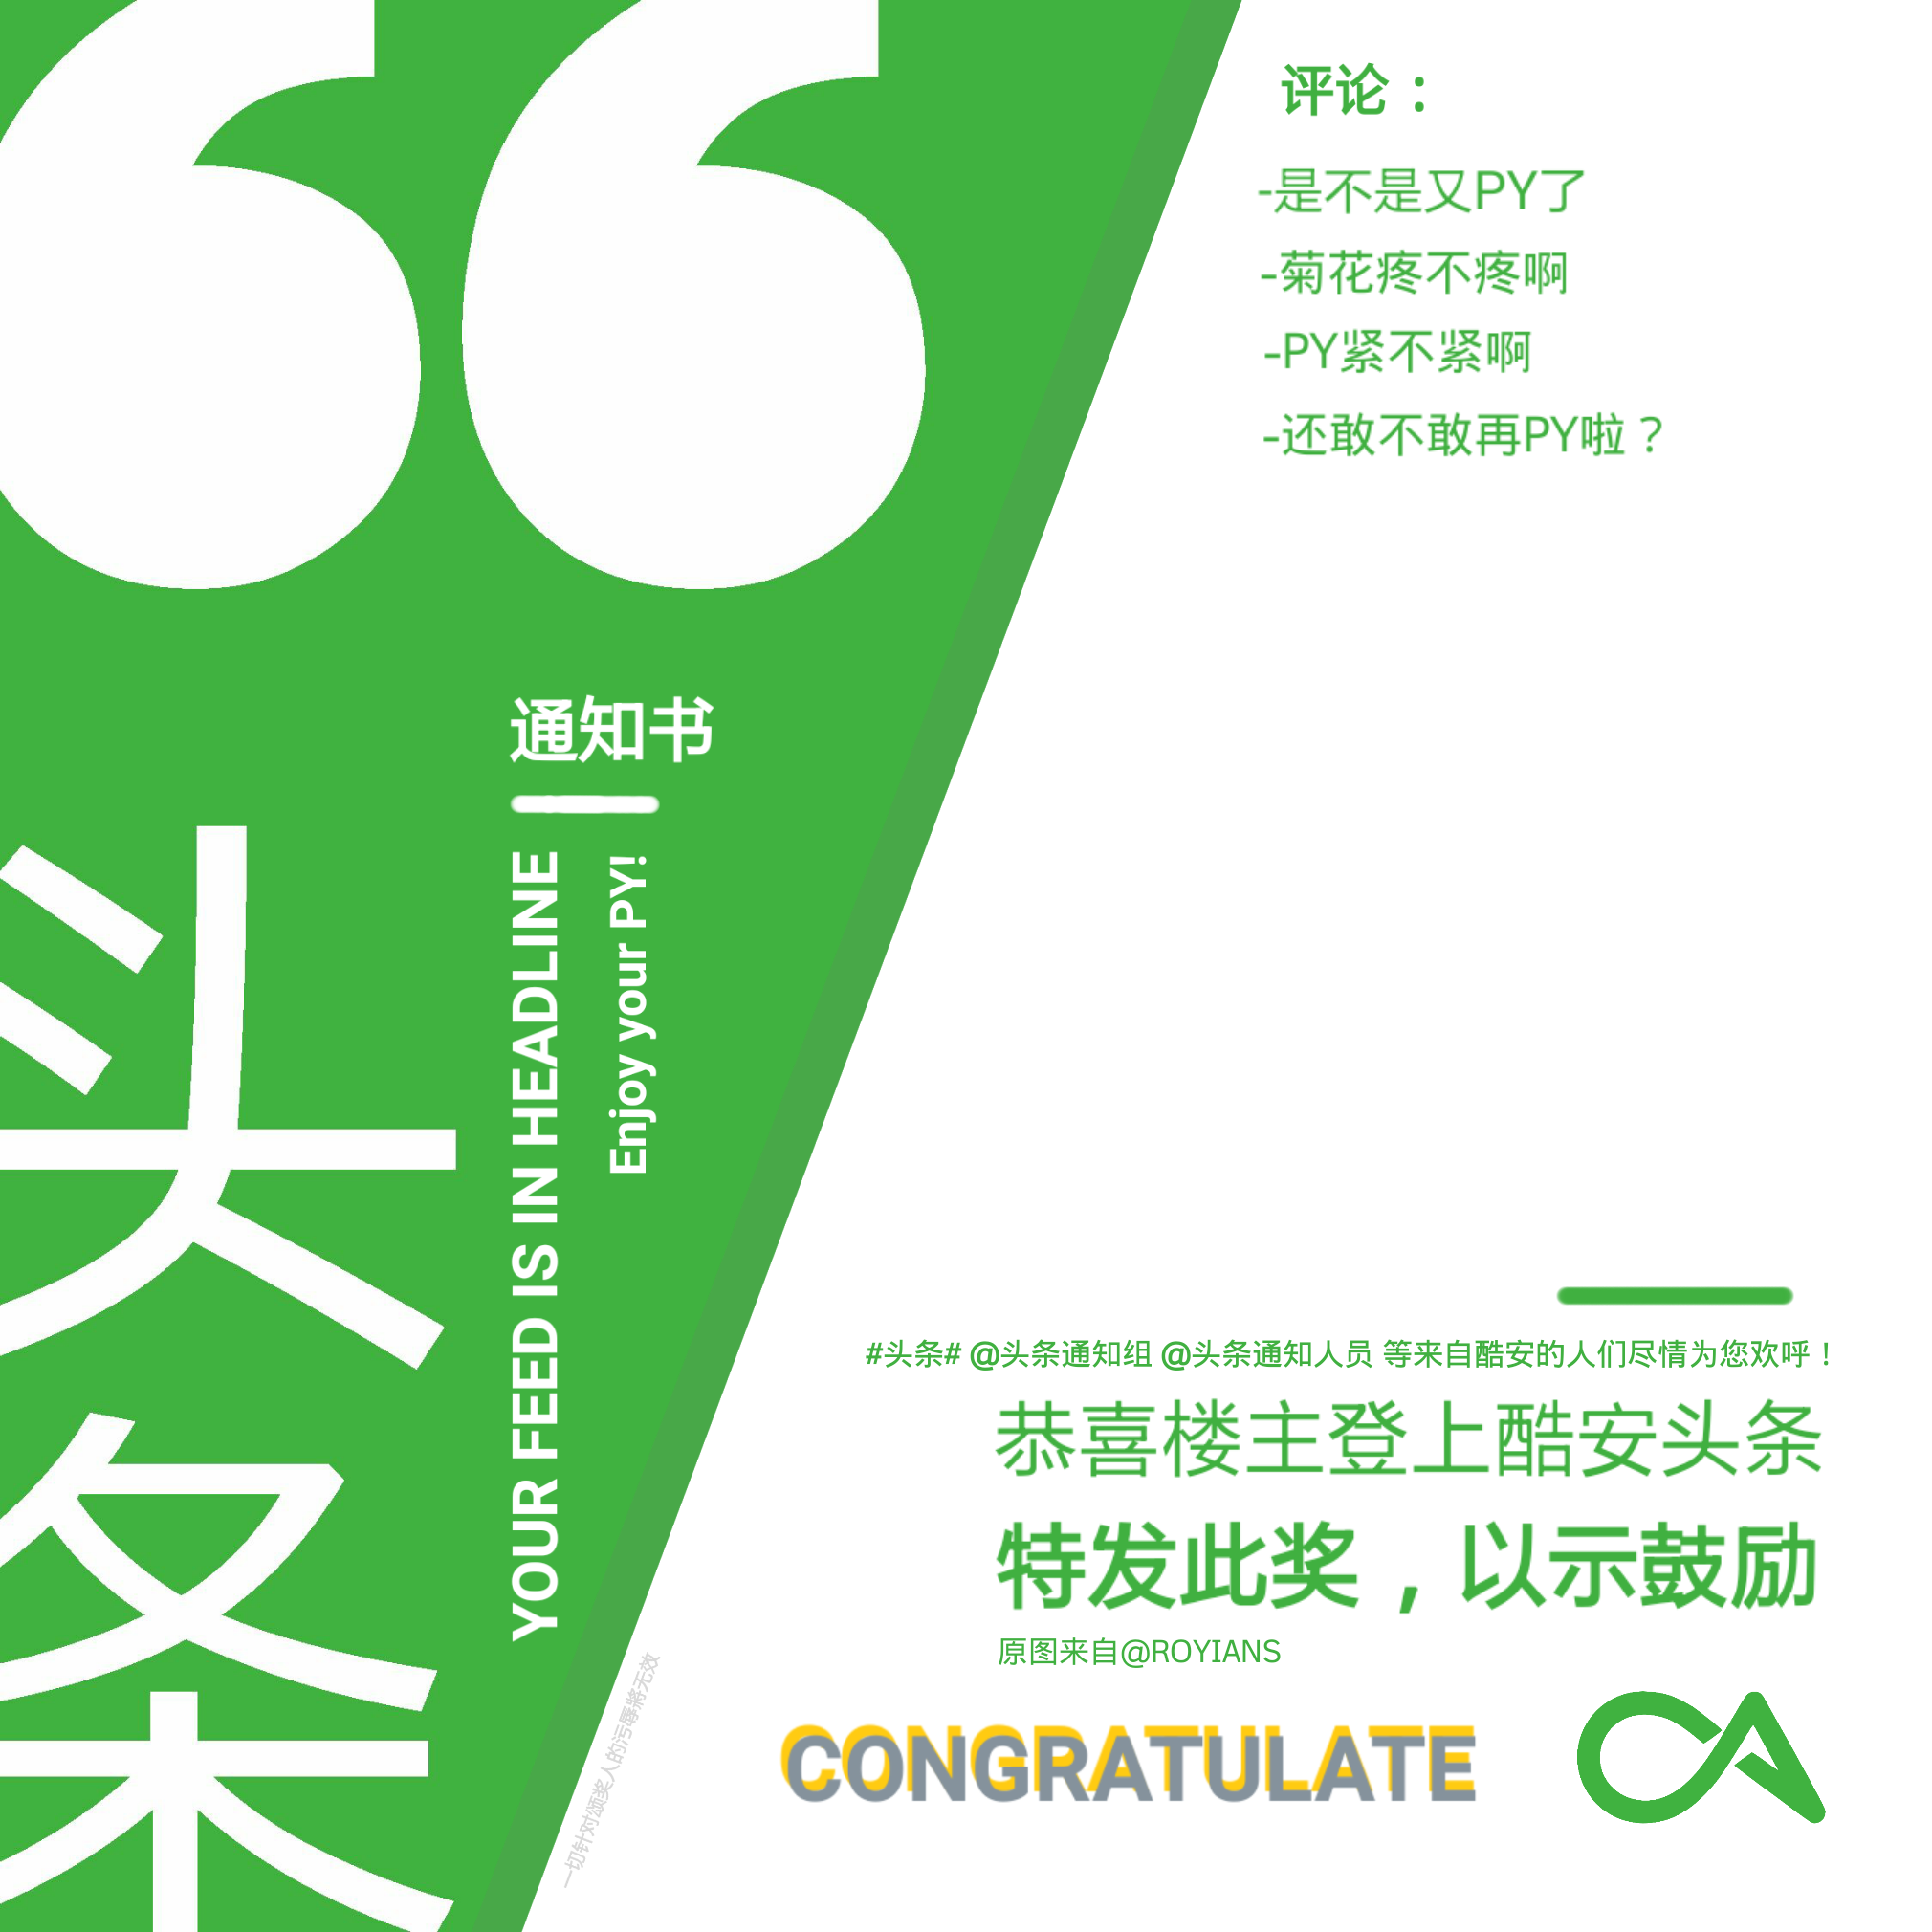 评论：
-是不是又PY了
-菊花疼不疼啊
-PY紧不紧啊
-还敢不敢再PY啦？
通知书
头条
YOUR FEED IS IN HEADLINE
Enjoy your PY!
#头条# @头条通知组 @头条通知人员 等来自酷安的人们尽情为您欢呼！
恭喜楼主登上酷安头条
特发此奖，以示鼓励
原图来自@ROYIANS
一切针对颁奖人的污辱将无效
CONGRATULATE